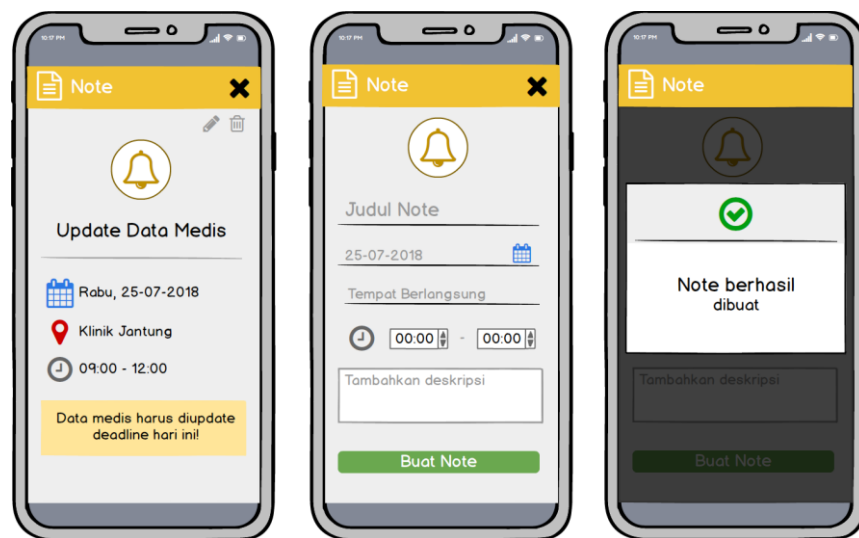 10:17 PM
Note
Update Data Medis
Rabu, 25-07-2018
Klinik Jantung
09:00 - 12:00
Data medis harus diupdate
deadline hari ini!
10:17 PM
Note
Judul Note
25-07-2018
Tempat Berlangsung
00:00 - 00:00
Tambahkan deskripsi
Buat Note
10:17 PM
Note
Note berhasil
dibuat
Tambahkan deskripsi
Buat Note